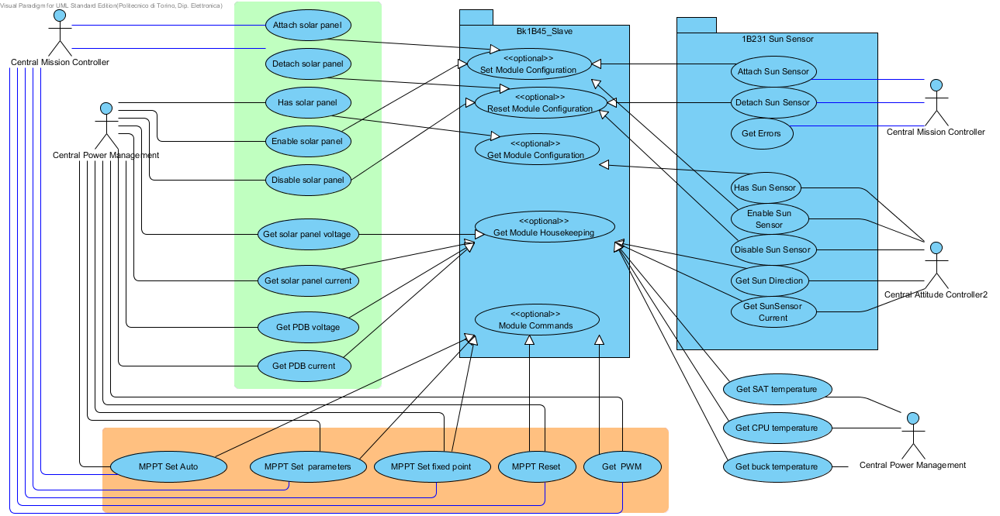 Visual Paradigm for UML Standard Edition(Politecnico di Torino, Dip. Elettronica)
Central Mission Controller
Central Power Management
Attach solar panel
Detach solar panel
Has solar panel
Enable solar panel
Disable solar panel
Get solar panel voltage
Get solar panel current
Get PDB voltage
Get PDB current
Bk1B45_Slave
<<optional>>
Set Module Configuration
<<optional>>
Reset Module Configuration
<<optional>>
Get Module Configuration
<<optional>>
Get Module Housekeeping
<<optional>>
Module Commands
1B231 Sun Sensor
Attach Sun Sensor
Detach Sun Sensor
Get Errors
Has Sun Sensor
Enable Sun
Sensor
Disable Sun Sensor
Get Sun Direction
Get SunSensor
Current
Central Mission Controller
Central Attitude Controller2
Get SAT temperature
Get CPU temperature
Get buck temperature
Central Power Management
MPPT Set Auto
MPPT Set  parameters
MPPT Set fixed point
MPPT Reset
Get  PWM